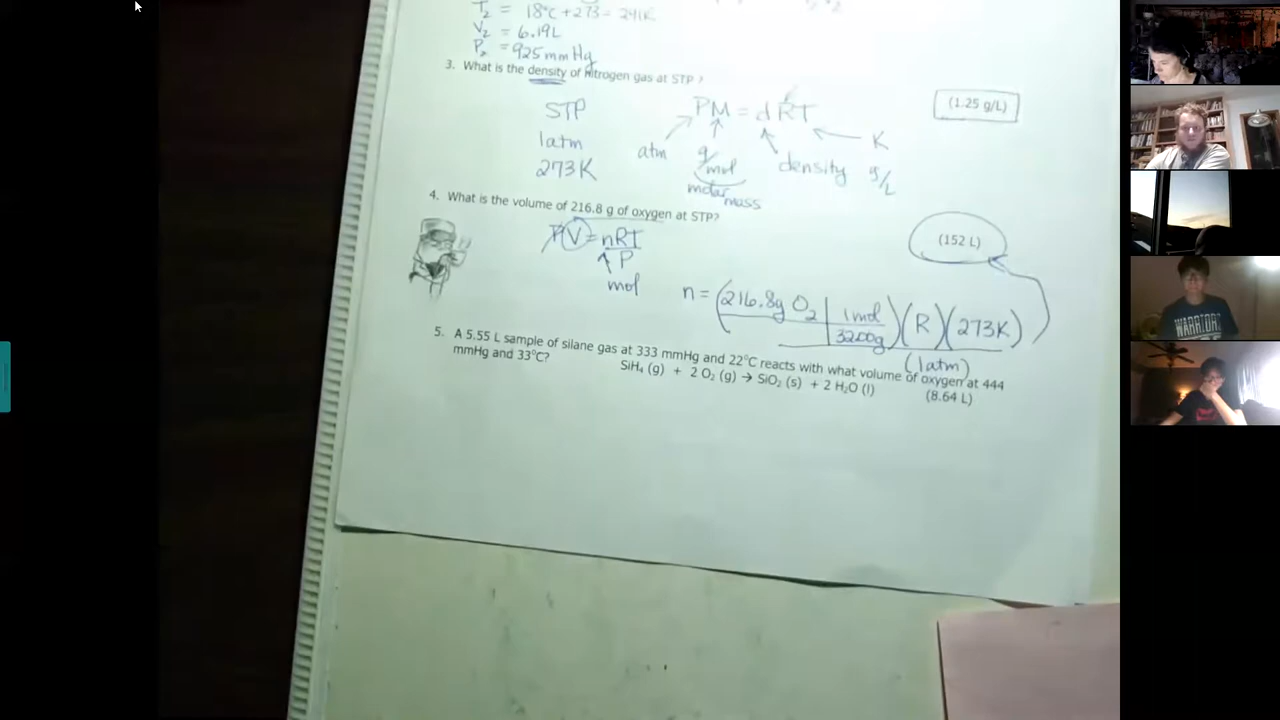 T₂ = 18°C + 273 = 291K
V₂ = 6.19L
P₂ = 925mmHg
3. What is the density of nitrogen gas at STP?
(1.25 g/L)
STP
1atm
273K
PM = dRT
atm
g/mol
molar mass
density g/L
K
4. What is the volume of 216.8 g of oxygen at STP?
(152 L)
PV = nRT
P
mol
n = (216.8g O₂ | 1mol
32.00g) (R) (273K)
(1atm)
5. A 5.55 L sample of silane gas at 333 mmHg and 22°C reacts with what volume of oxygen at 444
mmHg and 33°C?
SiH₄ (g) + 2 O₂ (g) → SiO₂ (s) + 2 H₂O (l)
(8.64 L)
WARRIORS